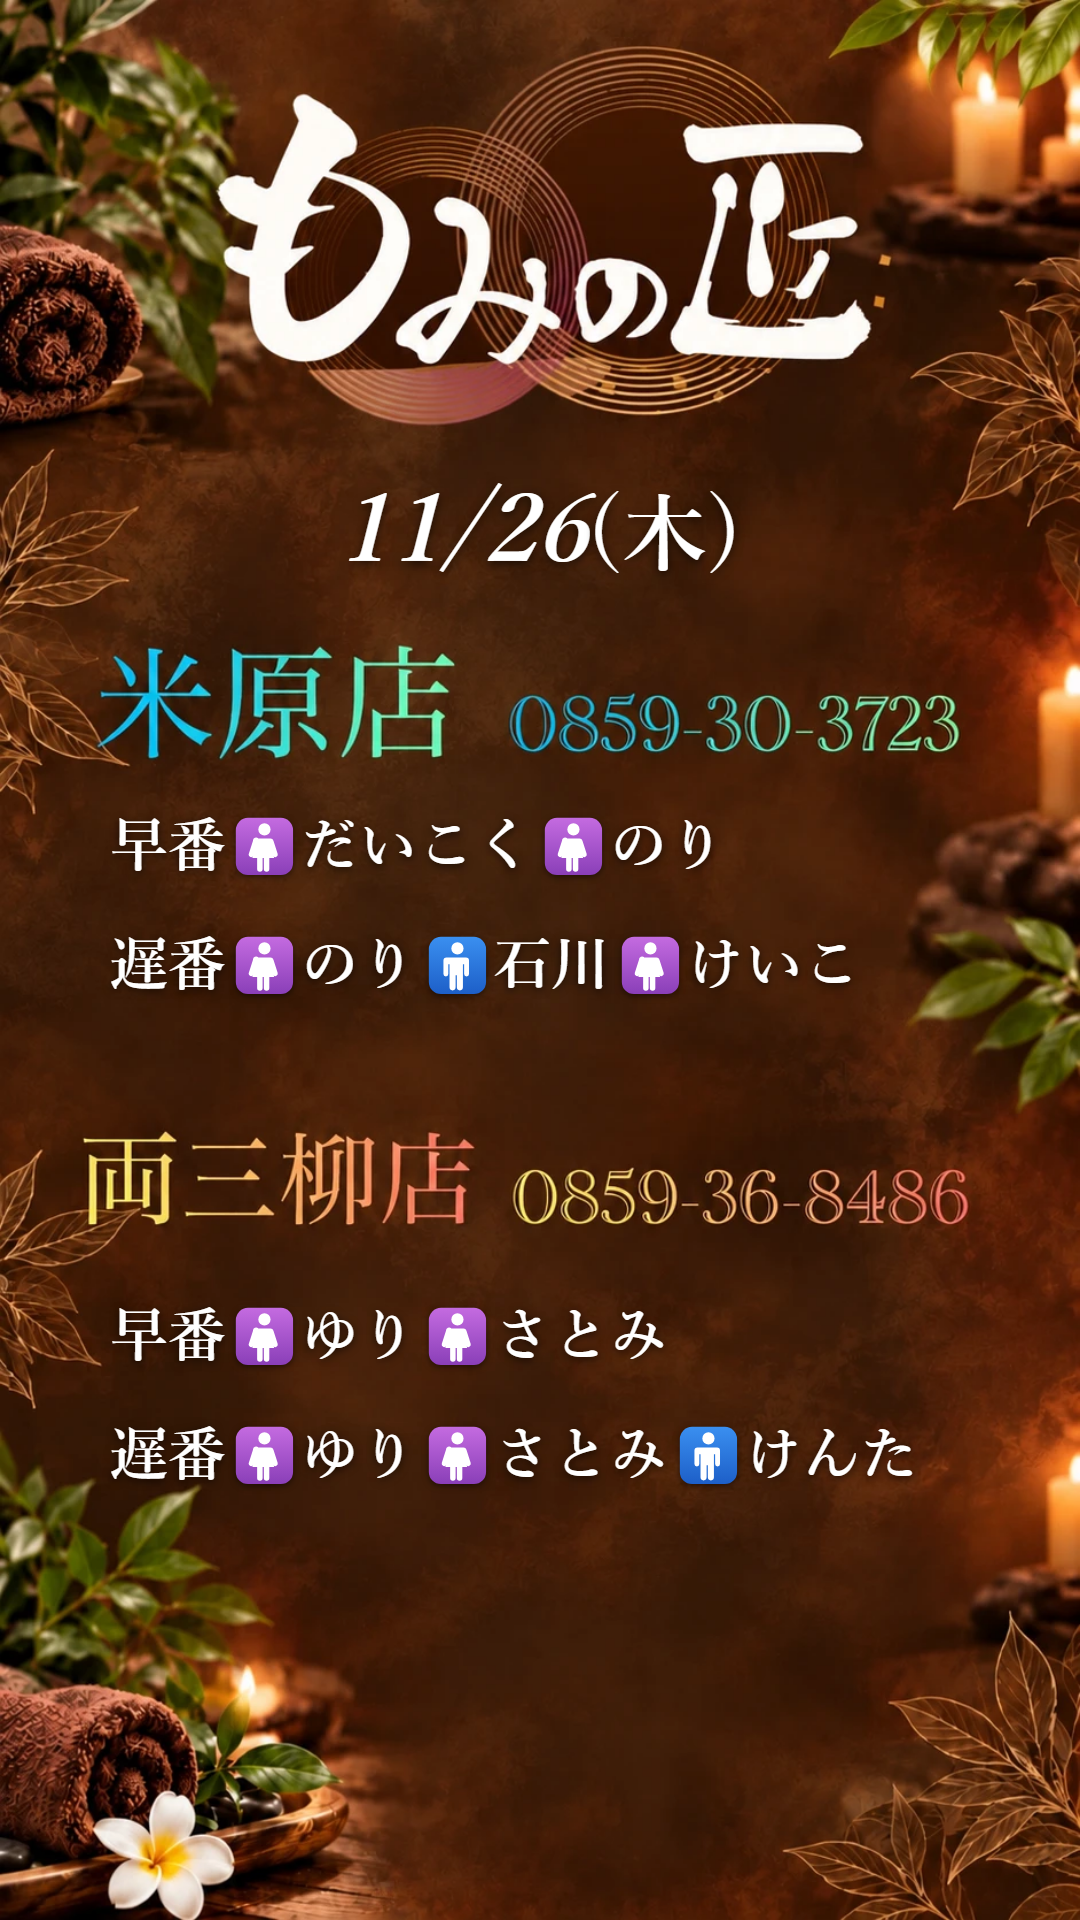 もみの匠
11/26(木)
米原店 0859-30-3723
早番🚺だいこく🚺のり
遅番🚺のり🚹石川🚺けいこ
両三柳店 0859-36-8486
早番🚺ゆり🚺さとみ
遅番🚺ゆり🚺さとみ🚹けんた